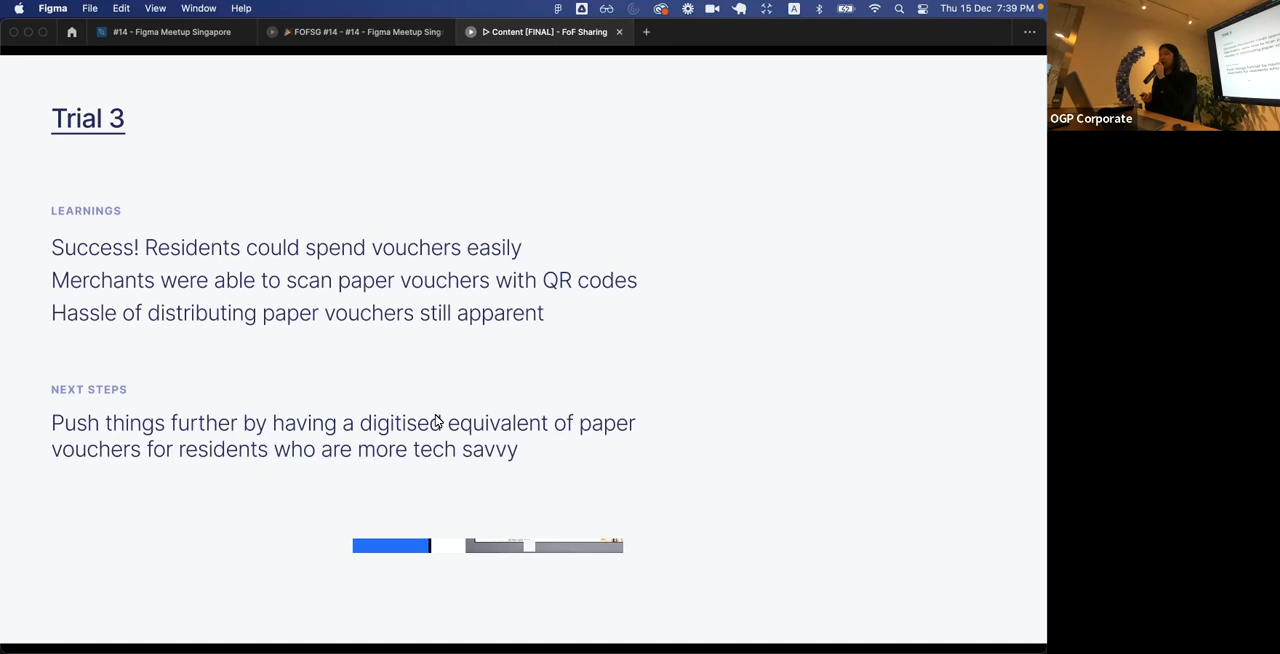 Figma File Edit View Window Help
A
Thu 15 Dec 7:39 PM
#14 - Figma Meetup Singapore
FOFSG #14 - #14 - Figma Meetup Sing
Content [FINAL] - FoF Sharing
Trial 3
LEARNINGS
Success! Residents could spend vouchers easily
Merchants were able to scan paper vouchers with QR codes
Hassle of distributing paper vouchers still apparent
NEXT STEPS
Push things further by having a digitised equivalent of paper
vouchers for residents who are more tech savvy
OGP Corporate